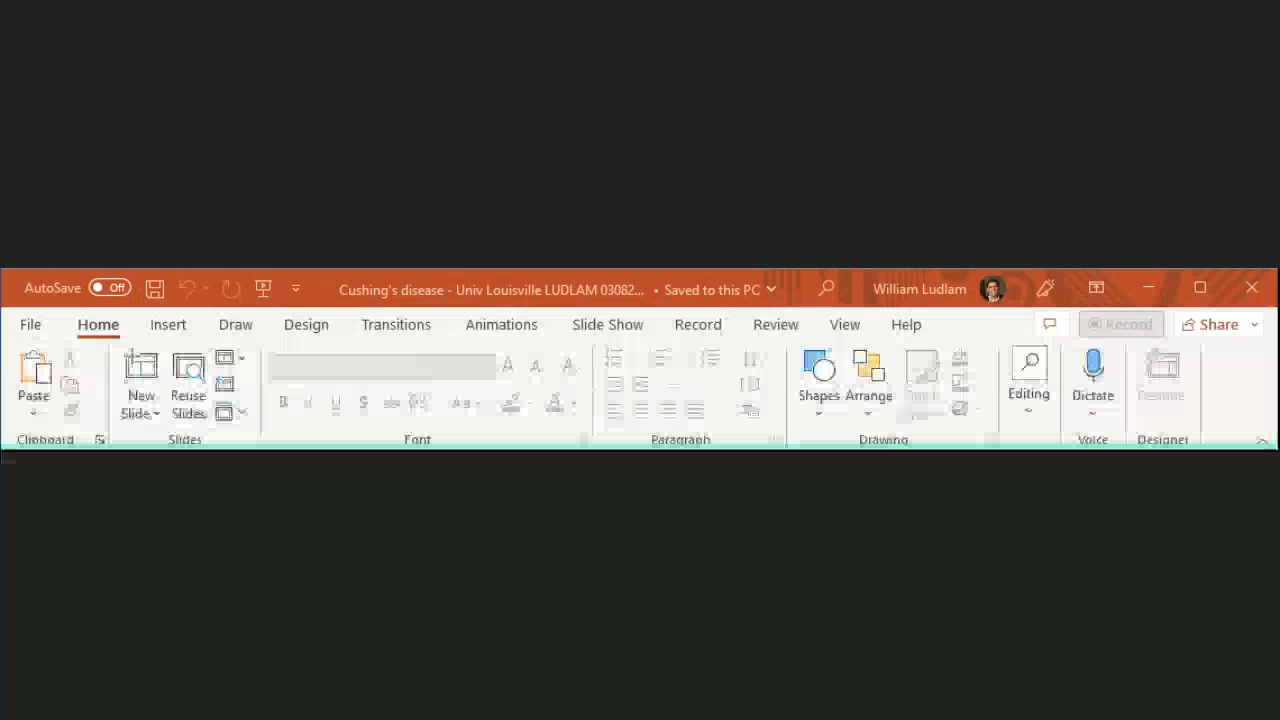 AutoSave Off Cushing's disease - Univ Louisville LUDLAM 03082... • Saved to this PC William Ludlam
File Home Insert Draw Design Transitions Animations Slide Show Record Review View Help Record Share
Paste New Slide Reuse Slides Shapes Arrange Editing Dictate
Clipboard Slides Font Paragraph Drawing Voice Designer